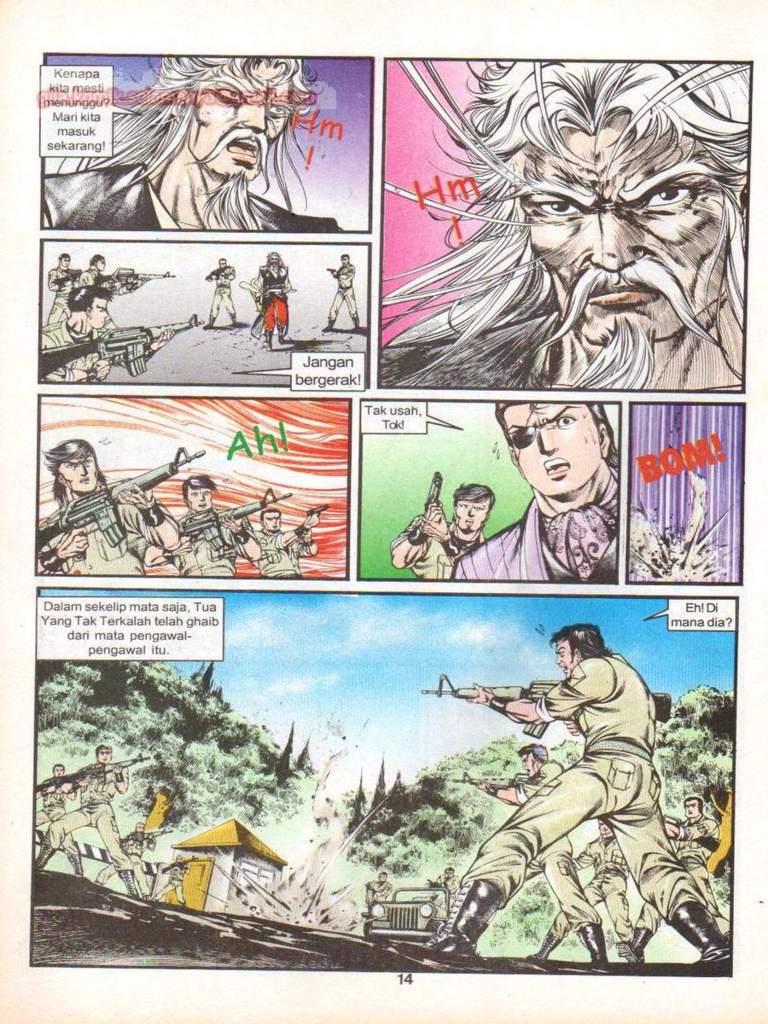 Kenapa
kita mesti
menunggu?
Mari kita
masuk
sekarang!
Hm
!
Hm
!
Jangan
bergerak!
Ah!
Tak usah,
Tok!
BOM!
Dalam sekelip mata saja, Tua
Yang Tak Terkalah telah ghaib
dari mata pengawal-
pengawal itu.
Eh! Di
mana dia?
14